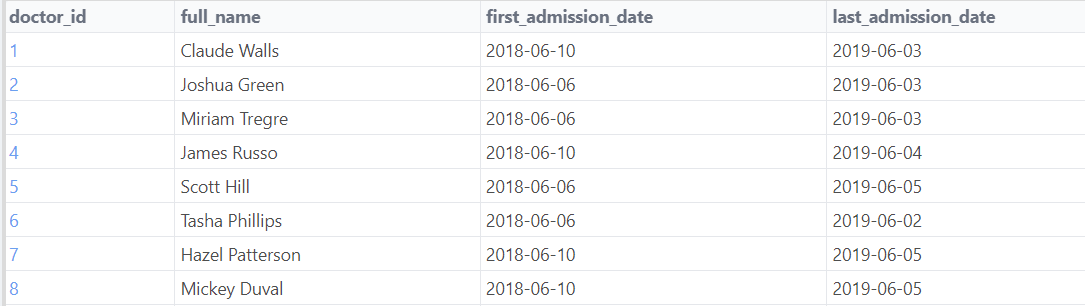 doctor_id full_name first_admission_date last_admission_date
1 Claude Walls 2018-06-10 2019-06-03
2 Joshua Green 2018-06-06 2019-06-03
3 Miriam Tregre 2018-06-06 2019-06-03
4 James Russo 2018-06-10 2019-06-04
5 Scott Hill 2018-06-06 2019-06-05
6 Tasha Phillips 2018-06-06 2019-06-02
7 Hazel Patterson 2018-06-10 2019-06-05
8 Mickey Duval 2018-06-10 2019-06-05